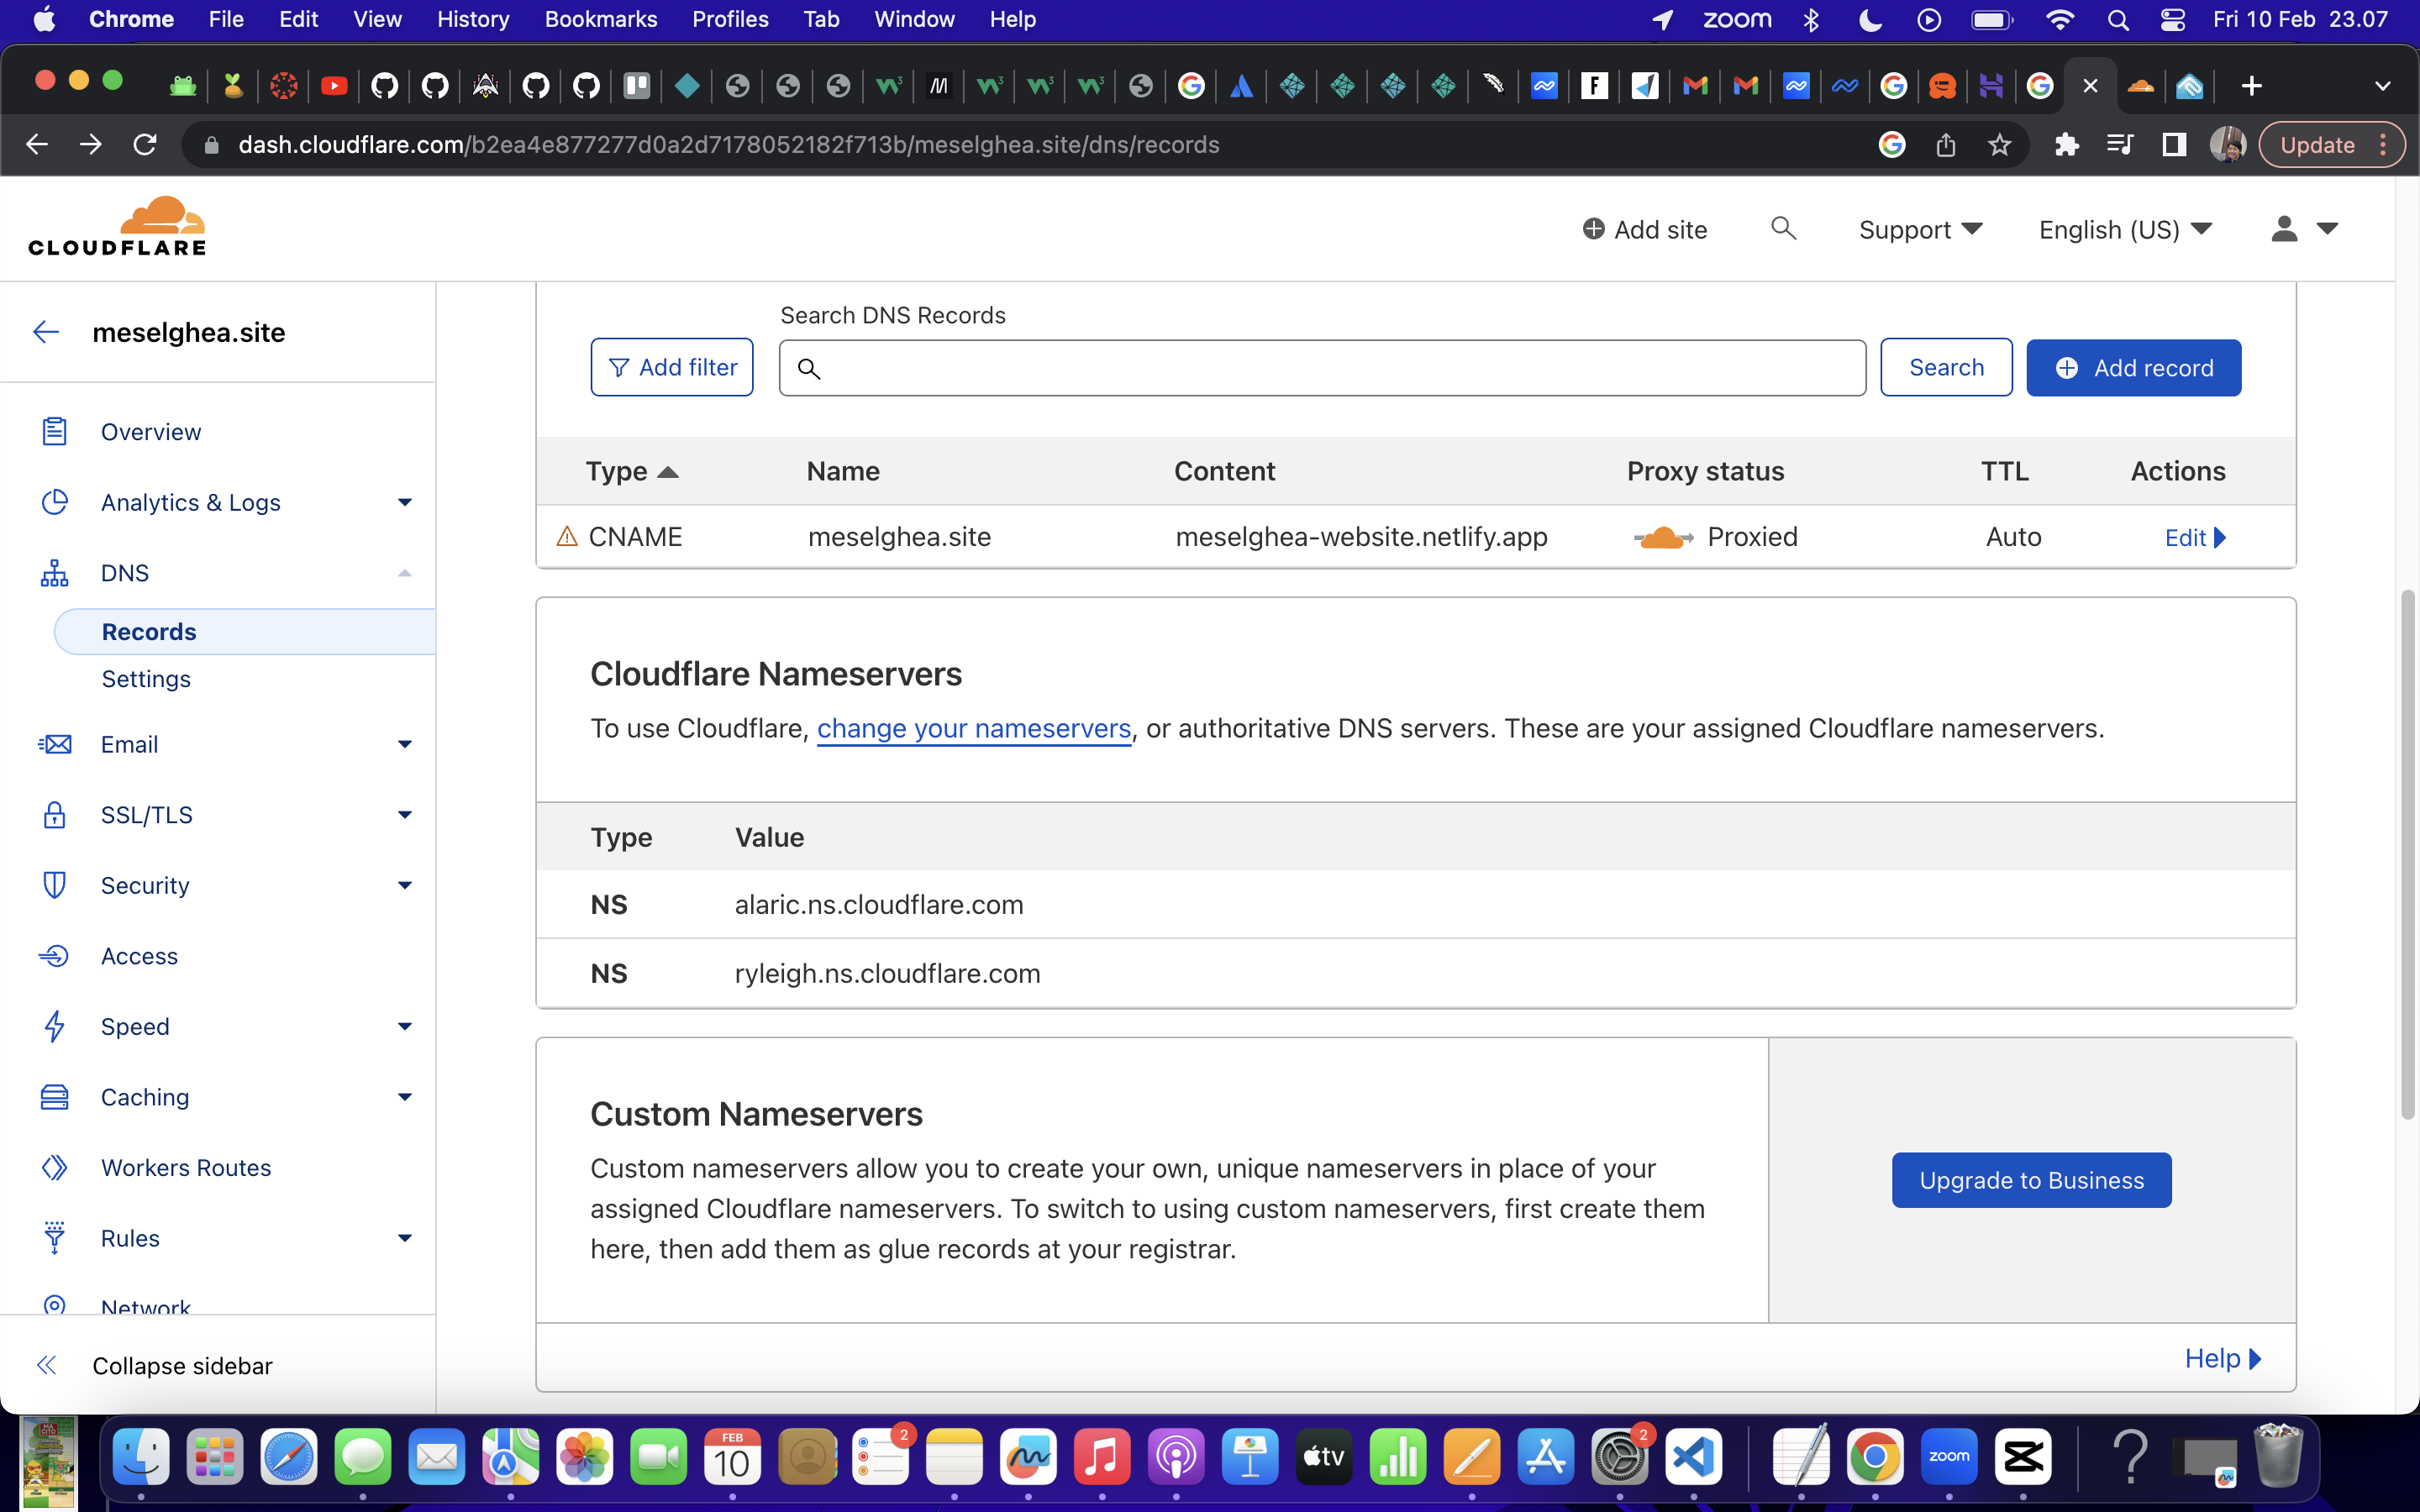 Chrome File Edit View History Bookmarks Profiles Tab Window Help zoom Fri 10 Feb 23.07
dash.cloudflare.com/b2ea4e877277d0a2d7178052182f713b/meselghea.site/dns/records
Update
CLOUDFLARE
Add site
Support
English (US)
meselghea.site
Overview
Analytics & Logs
DNS
Records
Settings
Email
SSL/TLS
Security
Access
Speed
Caching
Workers Routes
Rules
Network
Collapse sidebar
Search DNS Records
Add filter
Search
Add record
Type Name Content Proxy status TTL Actions
CNAME meselghea.site meselghea-website.netlify.app Proxied Auto Edit
Cloudflare Nameservers
To use Cloudflare, change your nameservers, or authoritative DNS servers. These are your assigned Cloudflare nameservers.
Type Value
NS alaric.ns.cloudflare.com
NS ryleigh.ns.cloudflare.com
Custom Nameservers
Custom nameservers allow you to create your own, unique nameservers in place of your
assigned Cloudflare nameservers. To switch to using custom nameservers, first create them
here, then add them as glue records at your registrar.
Upgrade to Business
Help
FEB
10
2
tv
2
zoom